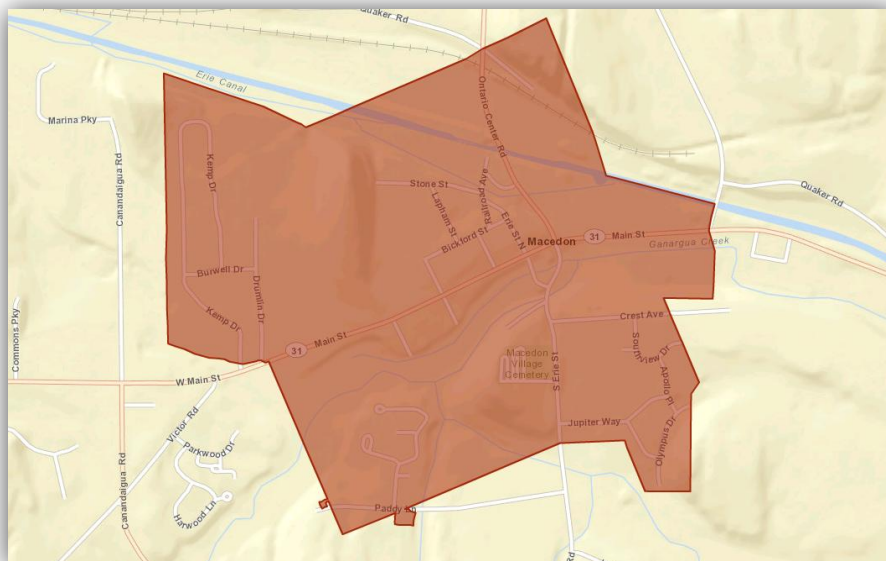 Quaker Rd
Erie Canal
Marina Pky
Canandaigua Rd
Kemp Dr
Ontario Center Rd
Stone St
Railroad Ave
Lapham St
Erie St N
Bickford St
Macedon
31
Main St
Quaker Rd
Ganargua Creek
Burwell Dr
Drumlin Dr
Kemp Dr
Commons Pky
31
Main St
Crest Ave
Southview Dr
Macedon
Village
Cemetery
S Erie St
Apollo Pl
W Main St
Victor Rd
Jupiter Way
Olympus Dr
Parkwood Dr
Canandaigua Rd
Harwood Ln
Paddy Ln
Rd